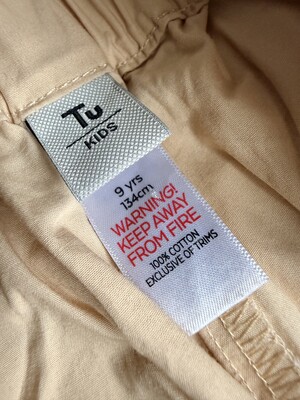 Tu
KIDS
9 yrs
134cm
WARNING!
KEEP AWAY
FROM FIRE
100% COTTON
EXCLUSIVE OF TRIMS